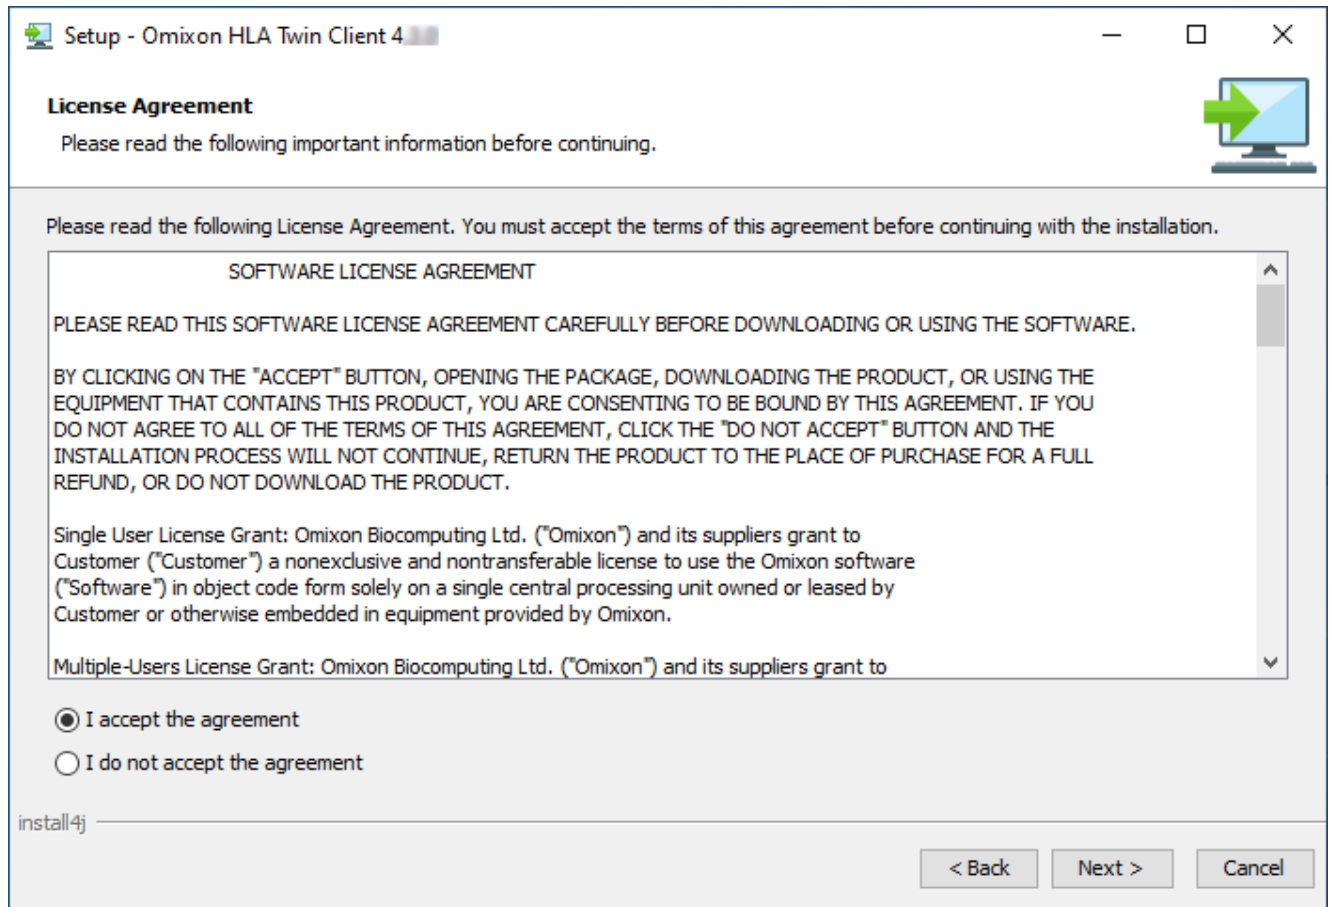 Setup - Omixon HLA Twin Client 4
License Agreement
Please read the following important information before continuing.
Please read the following License Agreement. You must accept the terms of this agreement before continuing with the installation.
SOFTWARE LICENSE AGREEMENT
PLEASE READ THIS SOFTWARE LICENSE AGREEMENT CAREFULLY BEFORE DOWNLOADING OR USING THE SOFTWARE.
BY CLICKING ON THE "ACCEPT" BUTTON, OPENING THE PACKAGE, DOWNLOADING THE PRODUCT, OR USING THE
EQUIPMENT THAT CONTAINS THIS PRODUCT, YOU ARE CONSENTING TO BE BOUND BY THIS AGREEMENT. IF YOU
DO NOT AGREE TO ALL OF THE TERMS OF THIS AGREEMENT, CLICK THE "DO NOT ACCEPT" BUTTON AND THE
INSTALLATION PROCESS WILL NOT CONTINUE, RETURN THE PRODUCT TO THE PLACE OF PURCHASE FOR A FULL
REFUND, OR DO NOT DOWNLOAD THE PRODUCT.
Single User License Grant: Omixon Biocomputing Ltd. ("Omixon") and its suppliers grant to
Customer ("Customer") a nonexclusive and nontransferable license to use the Omixon software
("Software") in object code form solely on a single central processing unit owned or leased by
Customer or otherwise embedded in equipment provided by Omixon.
Multiple-Users License Grant: Omixon Biocomputing Ltd. ("Omixon") and its suppliers grant to
I accept the agreement
I do not accept the agreement
install4j
< Back
Next >
Cancel